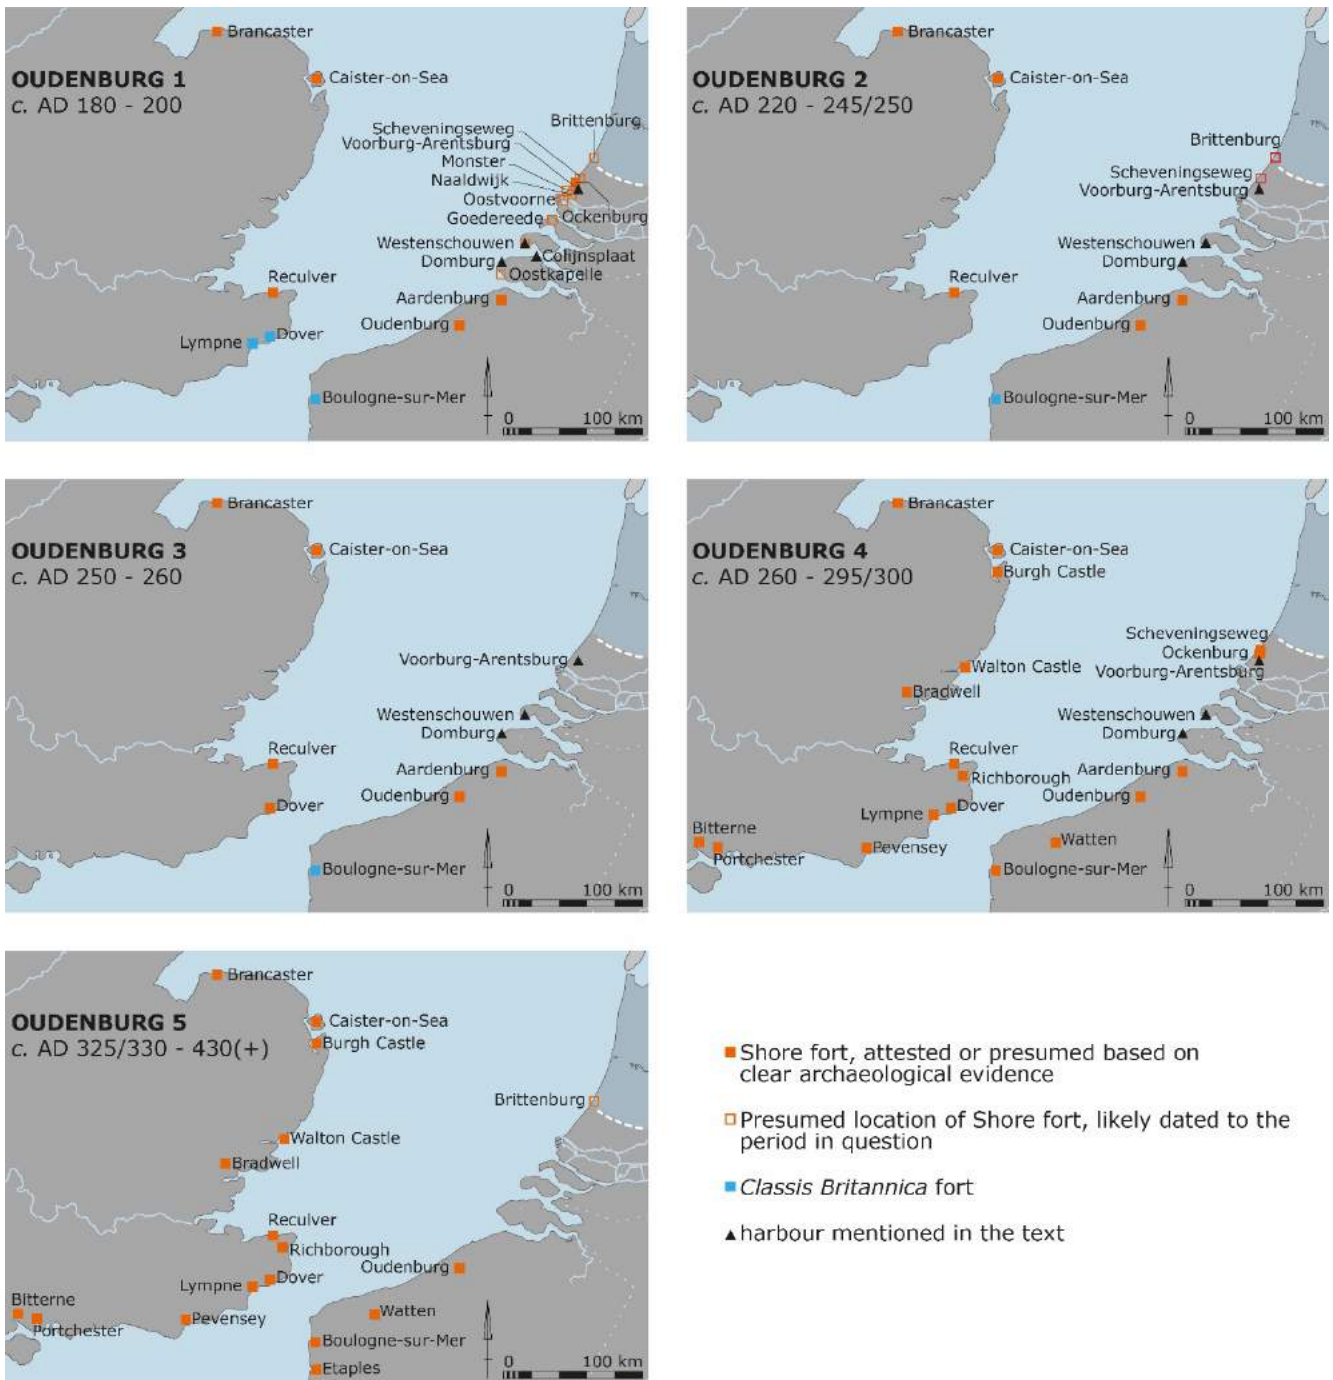 Brancaster
OUDENBURG 1
c. AD 180 - 200
Caister-on-Sea
Brittenburg
Scheveningseweg
Voorburg-Arentsburg
Monster
Naaldwijk
Oostvoorne
Goedereede
Ockenburg
Westenschouwen
Colijnsplaat
Domburg
Oostkapelle
Reculver
Aardenburg
Oudenburg
Dover
Lympne
Boulogne-sur-Mer
0 100 km
Brancaster
OUDENBURG 2
c. AD 220 - 245/250
Caister-on-Sea
Brittenburg
Scheveningseweg
Voorburg-Arentsburg
Westenschouwen
Domburg
Reculver
Aardenburg
Oudenburg
Boulogne-sur-Mer
0 100 km
Brancaster
OUDENBURG 3
c. AD 250 - 260
Caister-on-Sea
Voorburg-Arentsburg
Westenschouwen
Domburg
Reculver
Aardenburg
Oudenburg
Dover
Boulogne-sur-Mer
0 100 km
Brancaster
OUDENBURG 4
c. AD 260 - 295/300
Caister-on-Sea
Burgh Castle
Scheveningseweg
Ockenburg
Voorburg-Arentsburg
Walton Castle
Bradwell
Westenschouwen
Domburg
Reculver
Richborough
Aardenburg
Oudenburg
Dover
Lympne
Bitterne
Portchester
Pevensey
Watten
Boulogne-sur-Mer
0 100 km
Brancaster
OUDENBURG 5
c. AD 325/330 - 430(+)
Caister-on-Sea
Burgh Castle
Brittenburg
Walton Castle
Bradwell
Reculver
Richborough
Oudenburg
Dover
Lympne
Bitterne
Portchester
Pevensey
Watten
Boulogne-sur-Mer
Etaples
0 100 km
Shore fort, attested or presumed based on
clear archaeological evidence
Presumed location of Shore fort, likely dated to the
period in question
Classis Britannica fort
harbour mentioned in the text